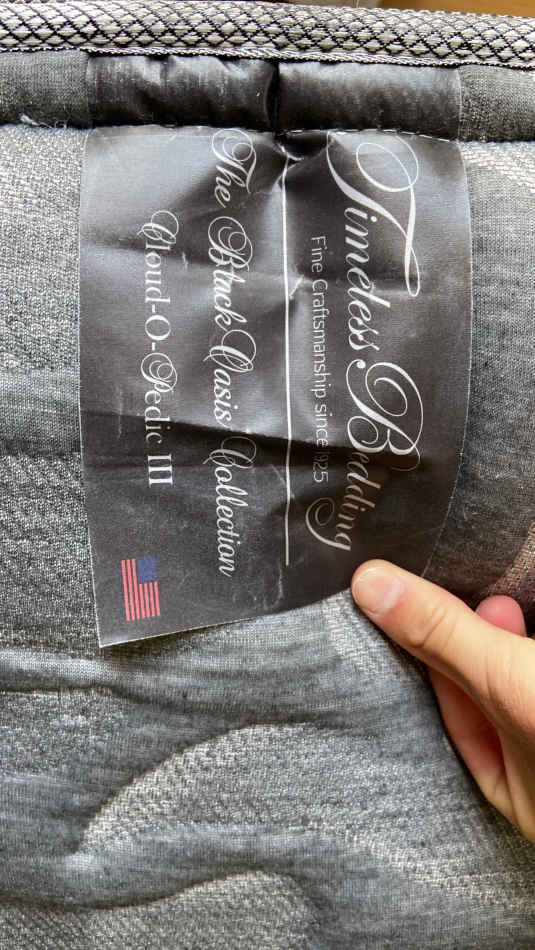 Timeless Bedding
Fine Craftsmanship since 1925
The Black Oasis Collection
Cloud-O-Pedic III